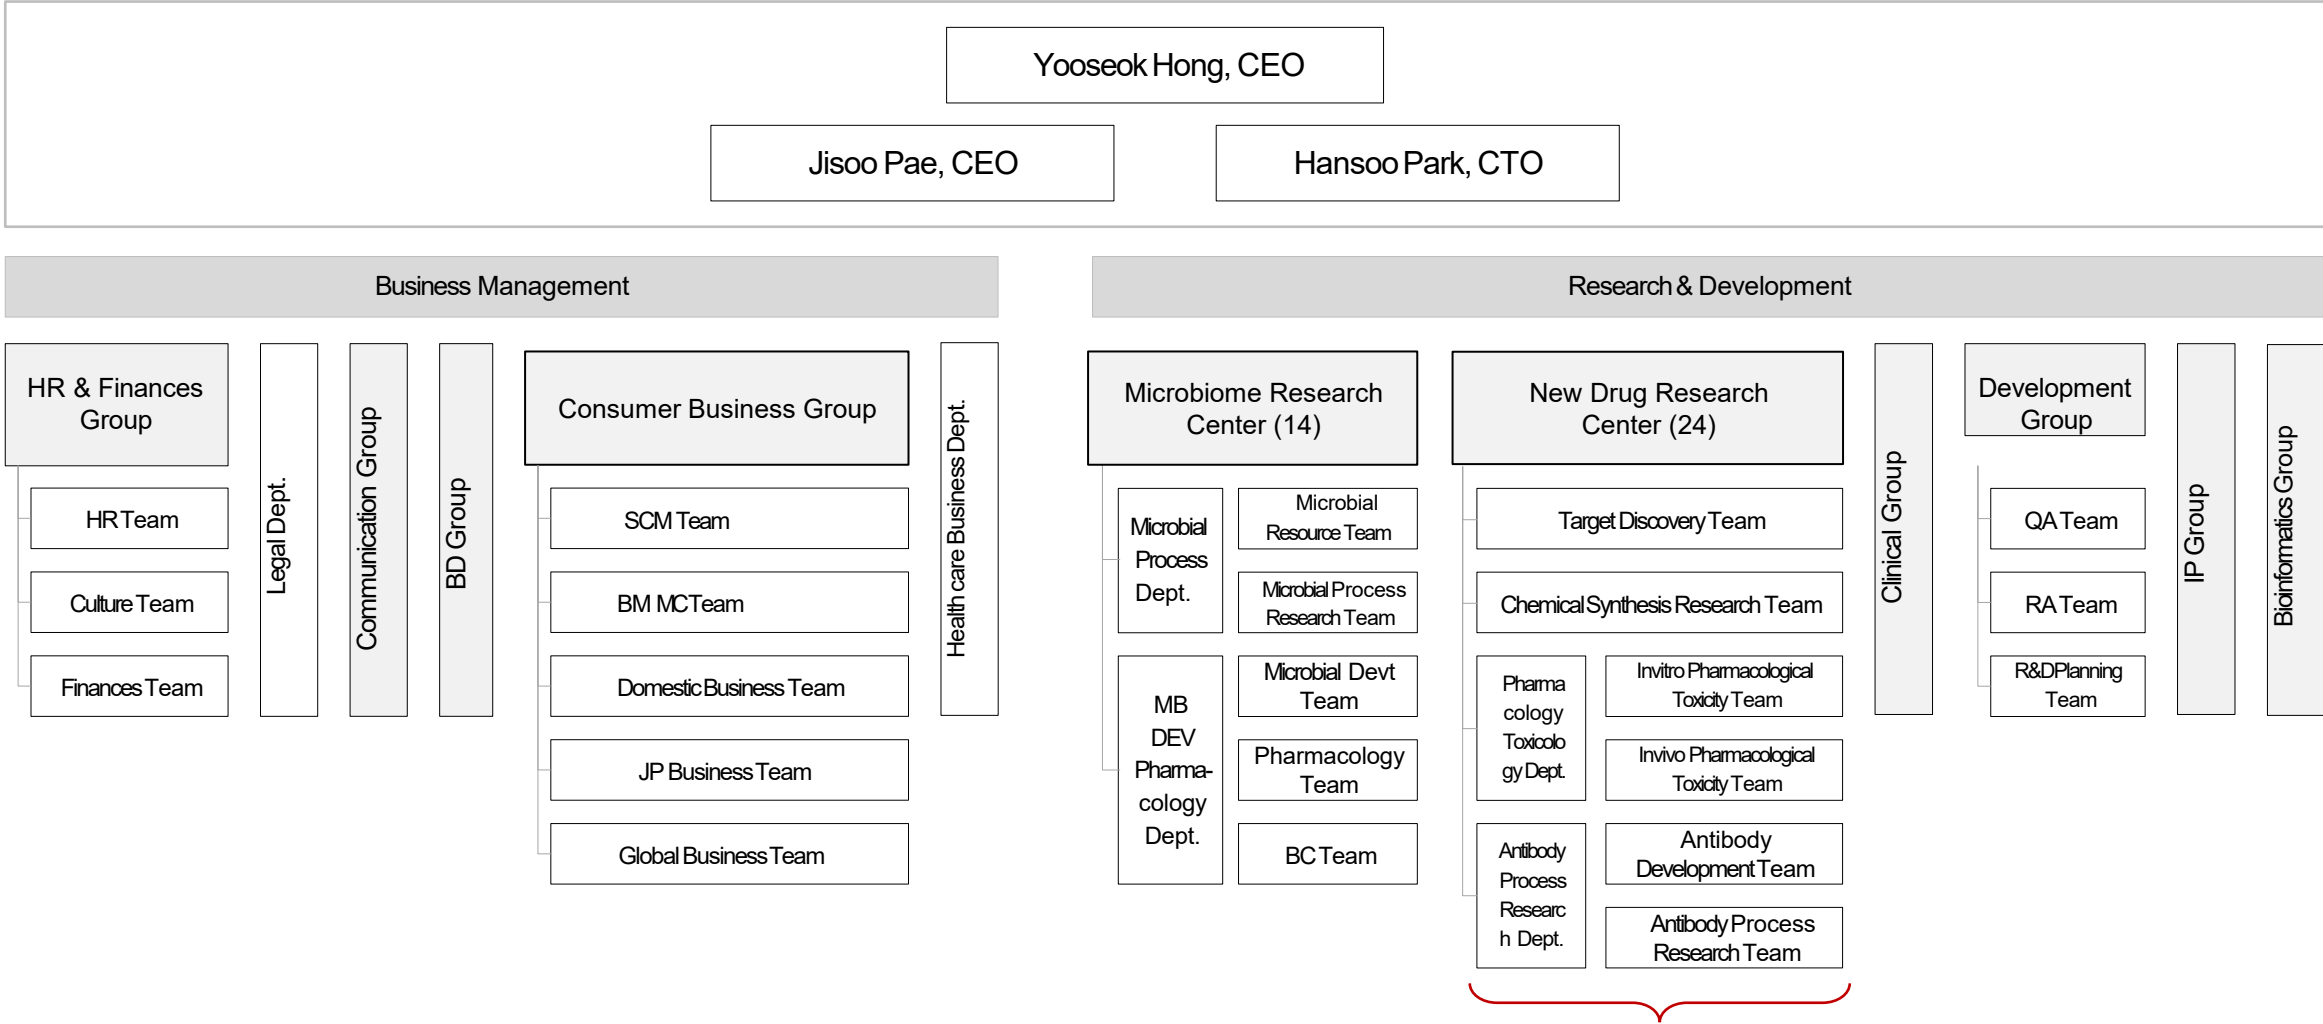 Yooseok Hong, CEO
Jisoo Pae, CEO
Hansoo Park, CTO
Business Management
Research & Development
HR & Finances
Group
HR Team
Culture Team
Finances Team
Legal Dept.
Communication Group
BD Group
Consumer Business Group
SCM Team
BM MC Team
Domestic Business Team
JP Business Team
Global Business Team
Health care Business Dept.
Microbiome Research
Center (14)
Microbial
Process
Dept.
Microbial
Resource Team
Microbial Process
Research Team
MB
DEV
Pharma-
cology
Dept.
Microbial Devt
Team
Pharmacology
Team
BC Team
New Drug Research
Center (24)
Target Discovery Team
Chemical Synthesis Research Team
Pharma
cology
Toxicolo
gy Dept.
Invitro Pharmacological
Toxicity Team
Invivo Pharmacological
Toxicity Team
Antibody
Process
Researc
h Dept.
Antibody
Development Team
Antibody Process
Research Team
Clinical Group
Development
Group
QA Team
RA Team
R&D Planning
Team
IP Group
Bioinformatics Group